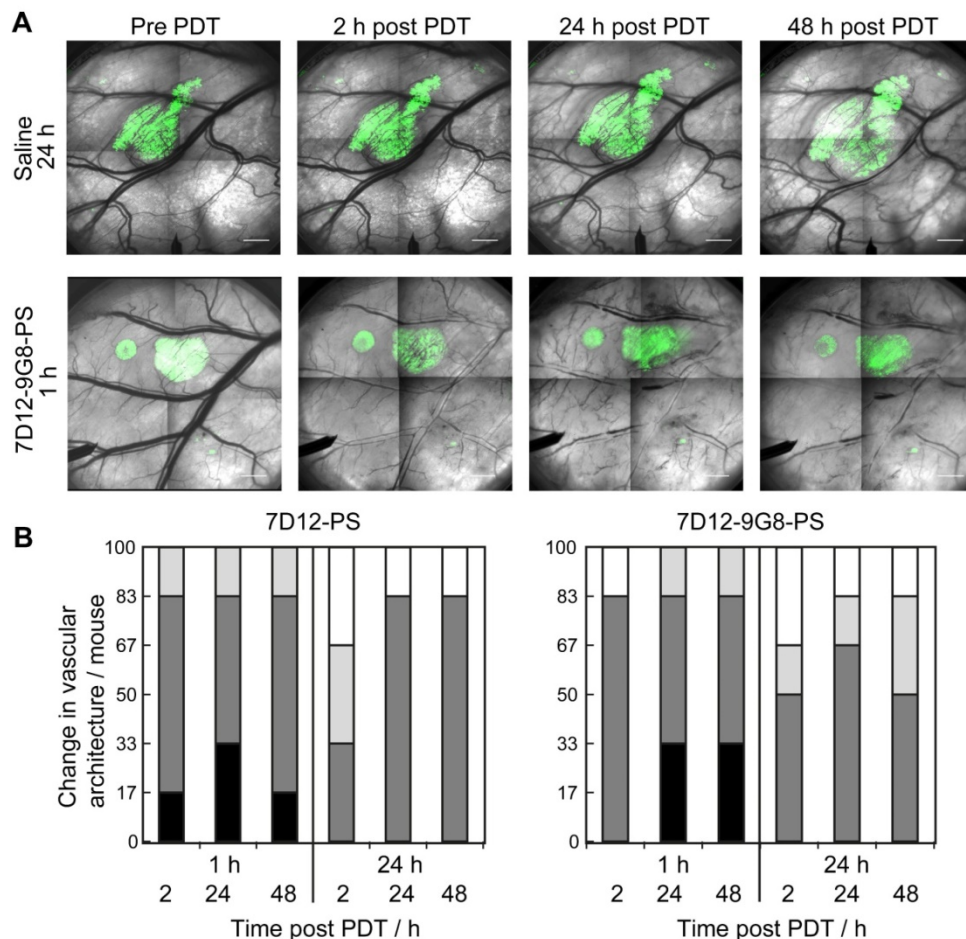 A
Pre PDT
2 h post PDT
24 h post PDT
48 h post PDT
Saline
24 h
7D12-9G8-PS
1 h
B
7D12-PS
7D12-9G8-PS
Change in vascular
architecture / mouse
100
83
67
50
33
17
0
100
83
67
50
33
17
0
1 h
24 h
1 h
24 h
2 24 48 2 24 48
2 24 48 2 24 48
Time post PDT / h
Time post PDT / h